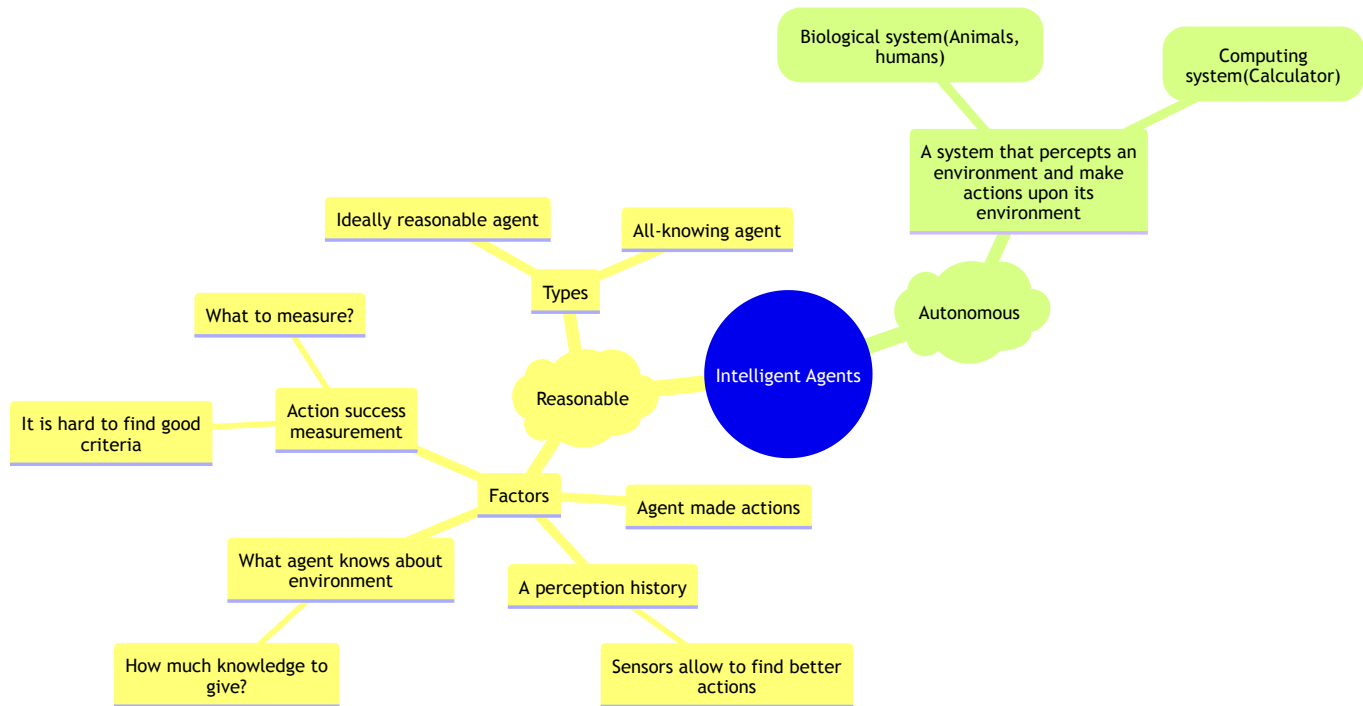 Biological system(Animals,
humans)
Computing
system(Calculator)
A system that percepts an
environment and make
actions upon its
environment
Ideally reasonable agent
All-knowing agent
Types
Autonomous
What to measure?
Intelligent Agents
Reasonable
Action success
measurement
It is hard to find good
criteria
Factors
Agent made actions
What agent knows about
environment
A perception history
How much knowledge to
give?
Sensors allow to find better
actions